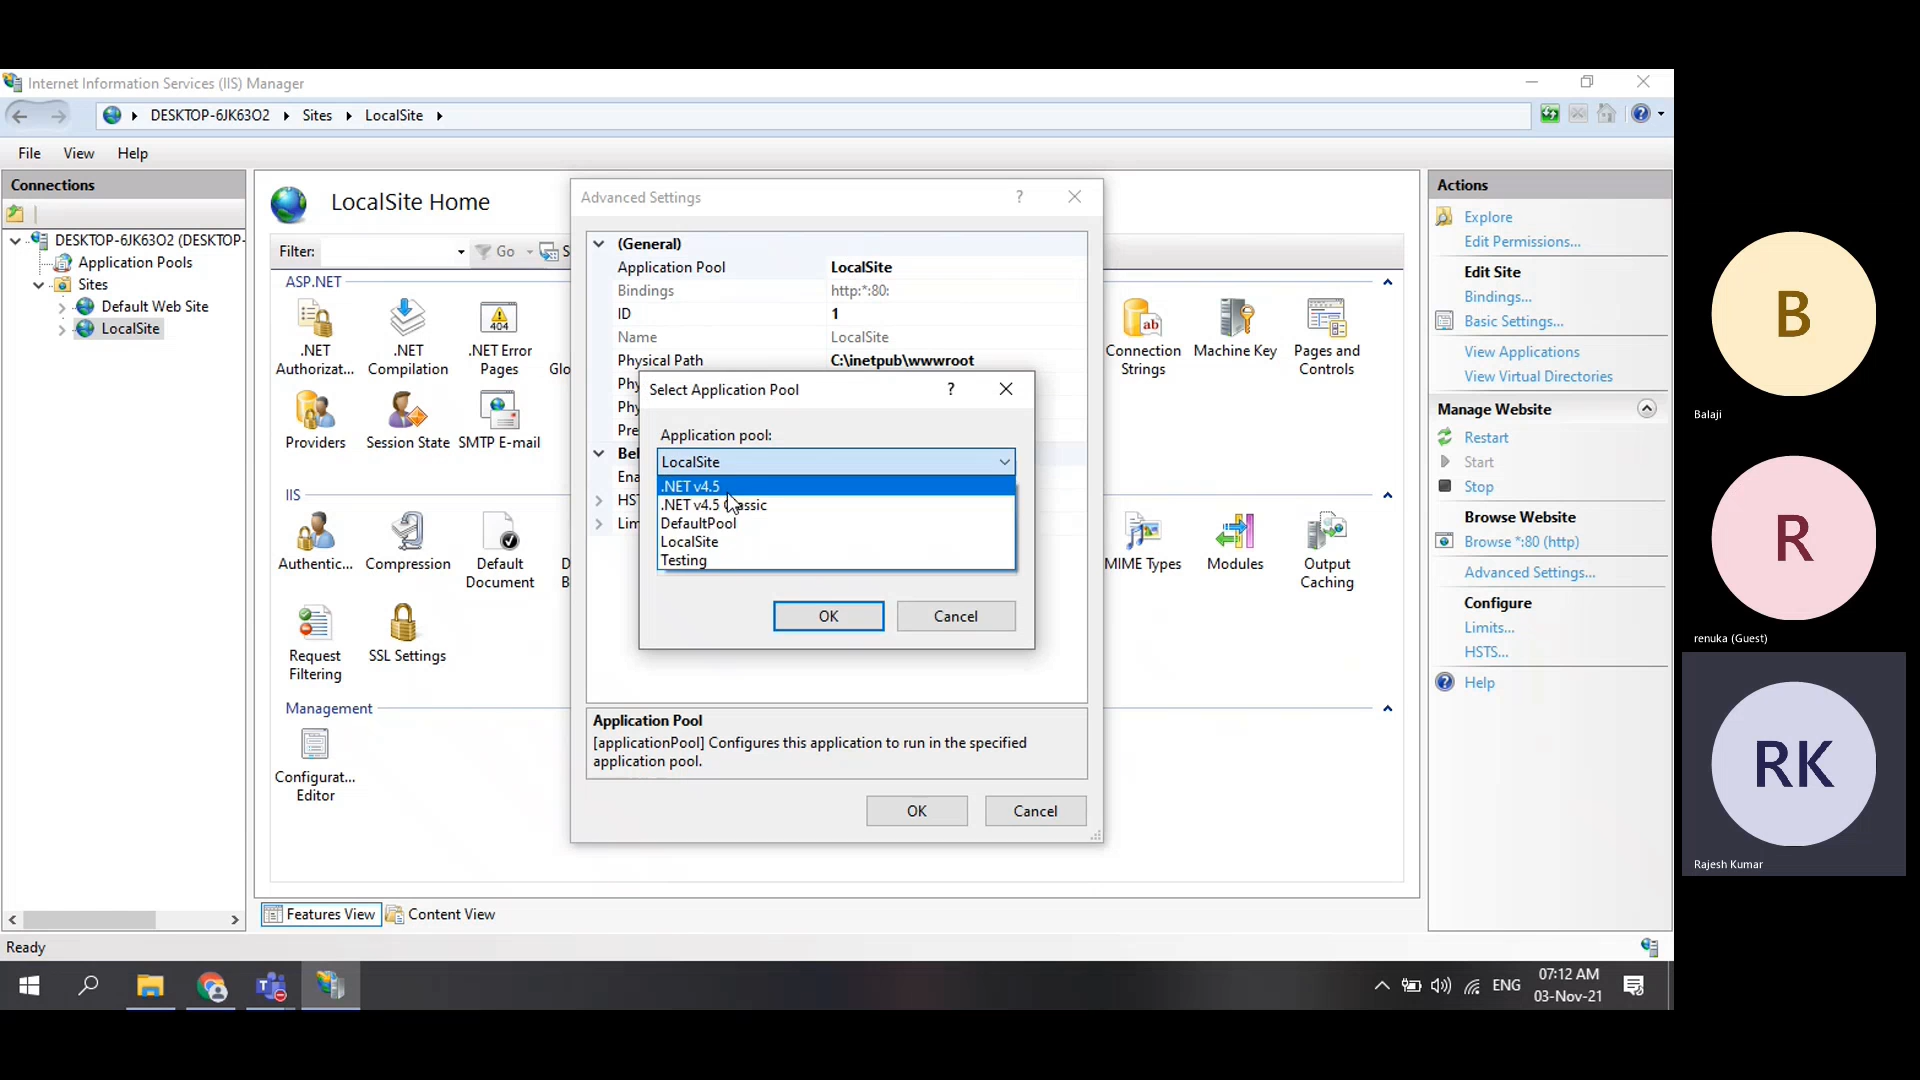 Internet Information Services (IIS) Manager
DESKTOP-6JK63O2 Sites LocalSite
File View Help
Connections
DESKTOP-6JK63O2 (DESKTOP-
Application Pools
Sites
Default Web Site
LocalSite
LocalSite Home
Filter: Go
ASP.NET
.NET Authorizat...
.NET Compilation
.NET Error Pages
Connection Strings
Machine Key
Pages and Controls
Providers
Session State
SMTP E-mail
IIS
Authentic...
Compression
Default Document
MIME Types
Modules
Output Caching
Request Filtering
SSL Settings
Management
Configurat... Editor
Features View
Content View
Ready
Advanced Settings
(General)
Application Pool LocalSite
Bindings http:*:80:
ID 1
Name LocalSite
Physical Path C:\inetpub\wwwroot
Select Application Pool
Application pool:
LocalSite
.NET v4.5
DefaultPool
LocalSite
Testing
OK
Cancel
Application Pool
[applicationPool] Configures this application to run in the specified
application pool.
OK
Cancel
Actions
Explore
Edit Permissions...
Edit Site
Bindings...
Basic Settings...
View Applications
View Virtual Directories
Manage Website
Restart
Start
Stop
Browse Website
Browse *:80 (http)
Advanced Settings...
Configure
Limits...
HSTS...
Help
ENG
07:12 AM
03-Nov-21
B
Balaji
R
renuka (Guest)
RK
Rajesh Kumar